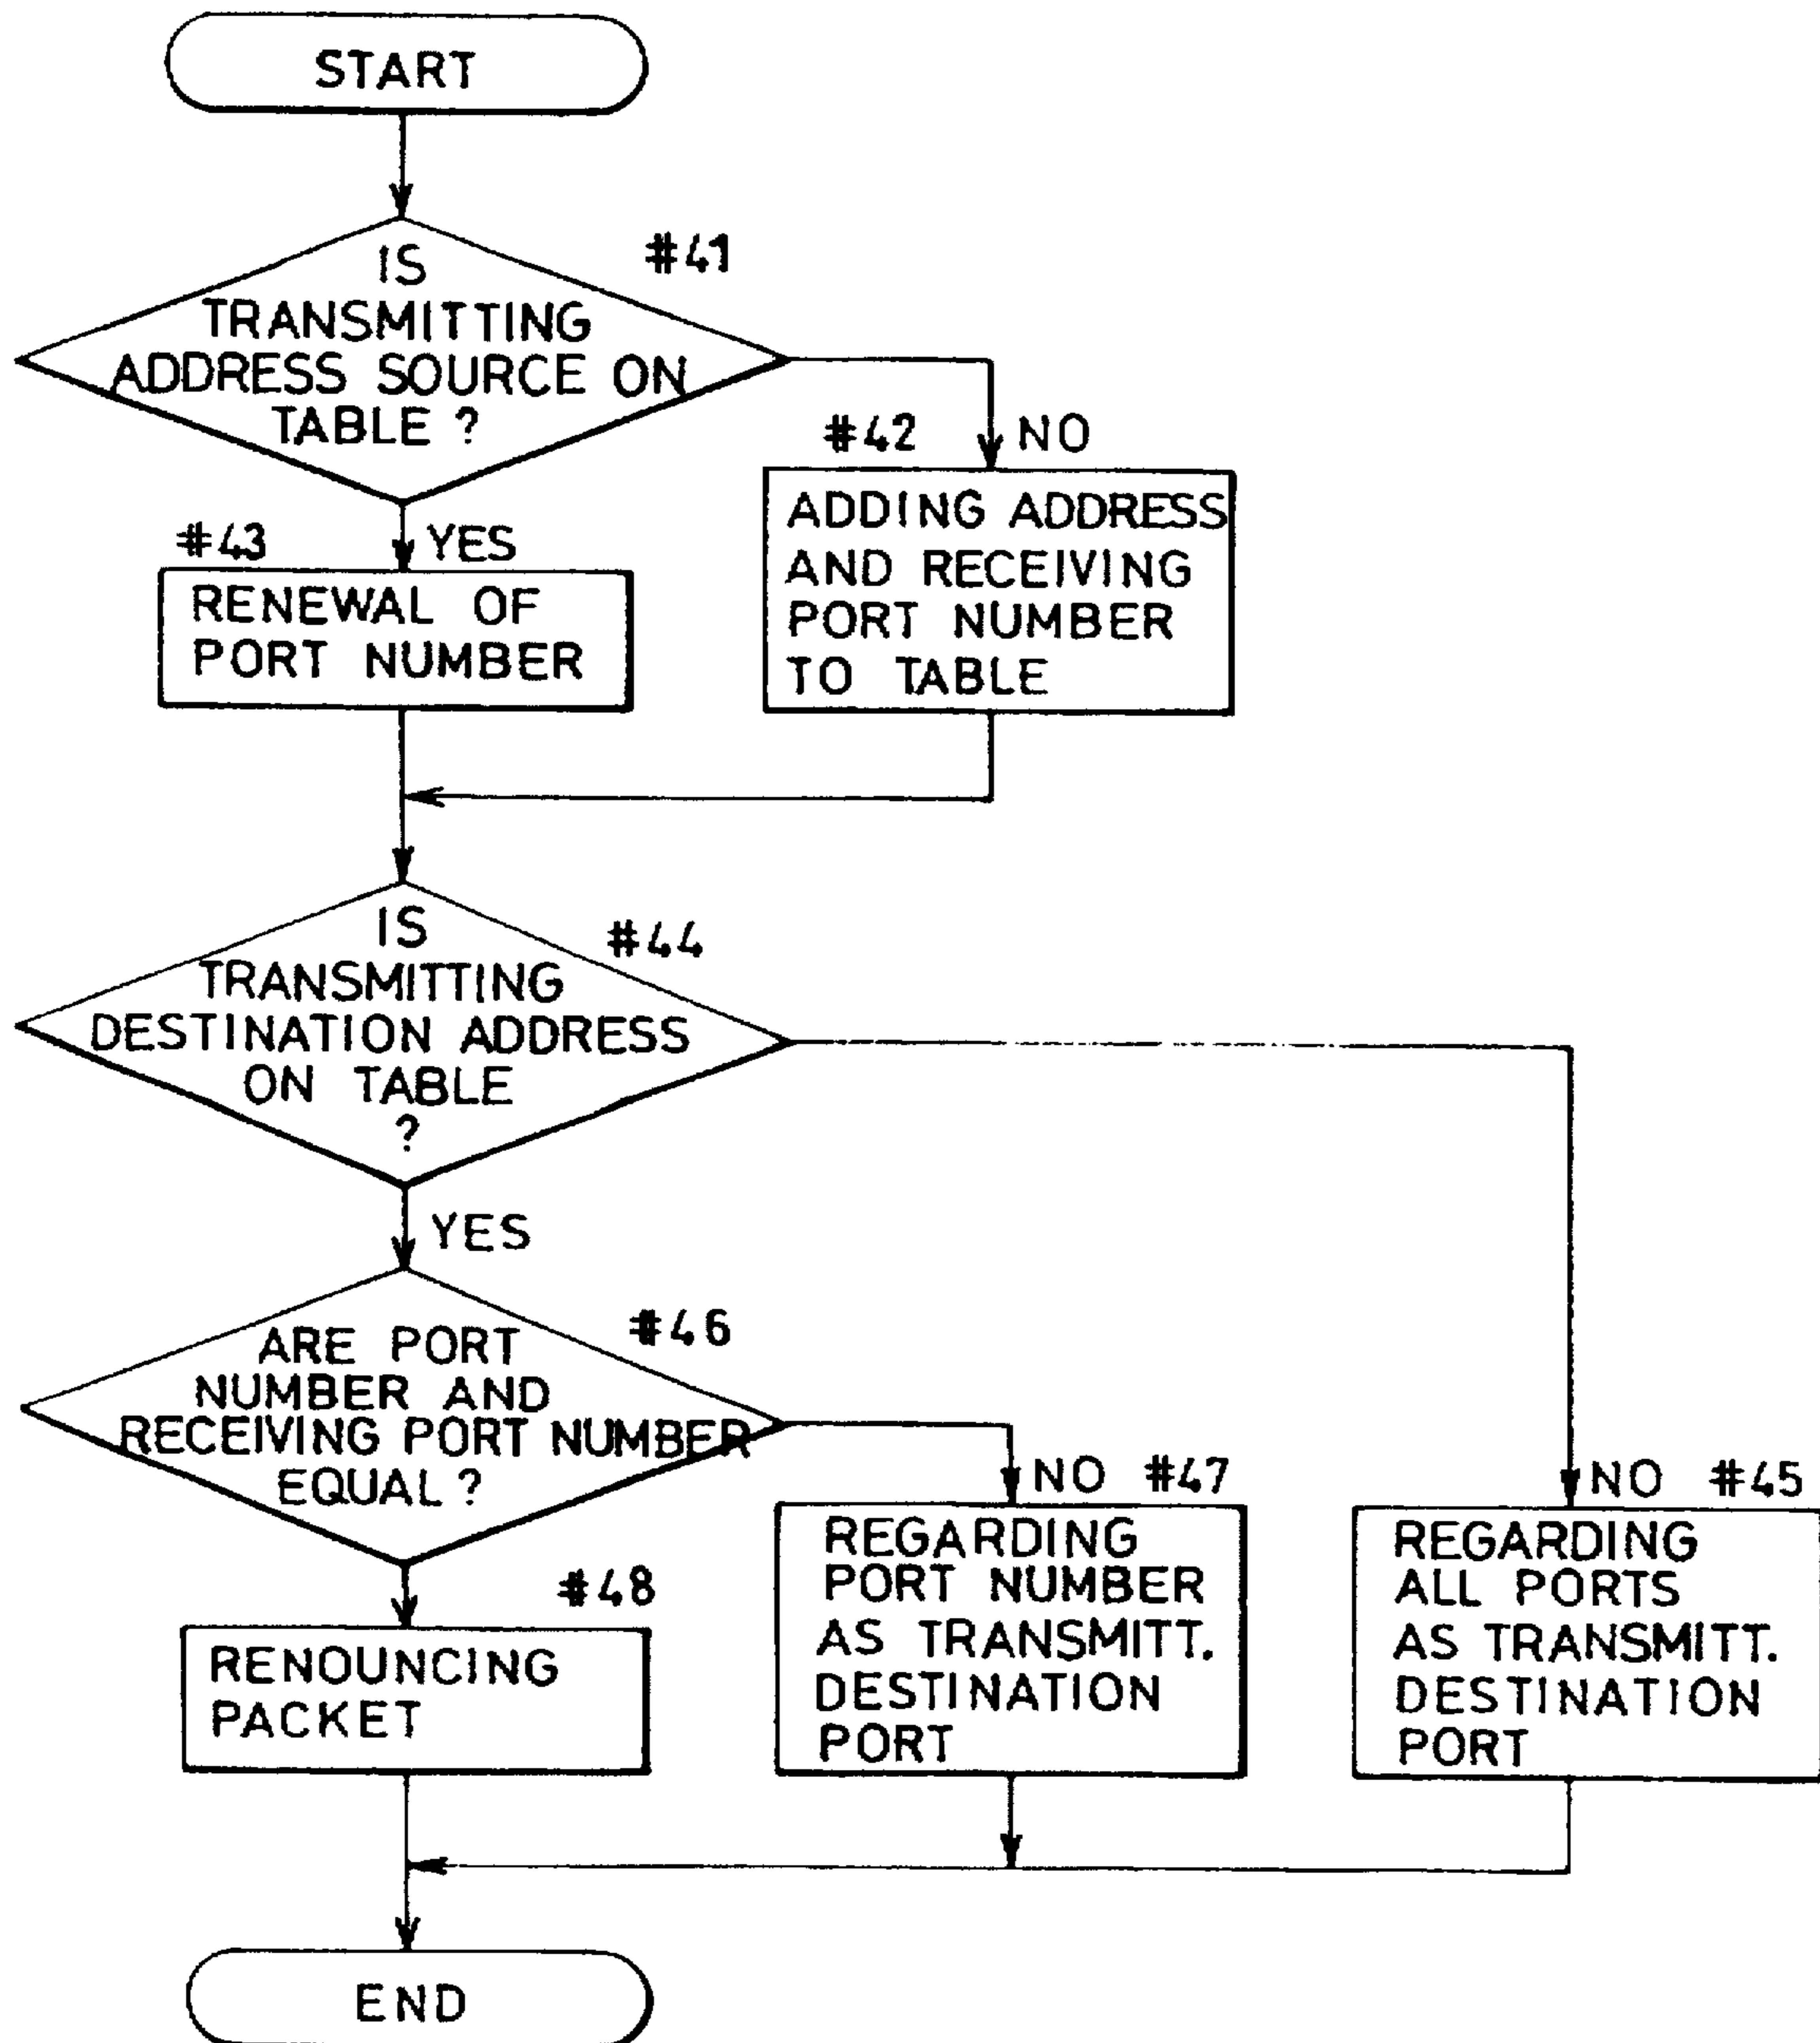 START
#41
IS
TRANSMITTING
ADDRESS SOURCE ON
TABLE ?
#42 NO
ADDING ADDRESS
AND RECEIVING
PORT NUMBER
TO TABLE
#43 YES
RENEWAL OF
PORT NUMBER
#44
IS
TRANSMITTING
DESTINATION ADDRESS
ON TABLE
?
YES
#46
ARE PORT
NUMBER AND
RECEIVING PORT NUMBER
EQUAL ?
NO #47
REGARDING
PORT NUMBER
AS TRANSMITT.
DESTINATION
PORT
NO #45
REGARDING
ALL PORTS
AS TRANSMITT.
DESTINATION
PORT
#48
RENOUNCING
PACKET
END